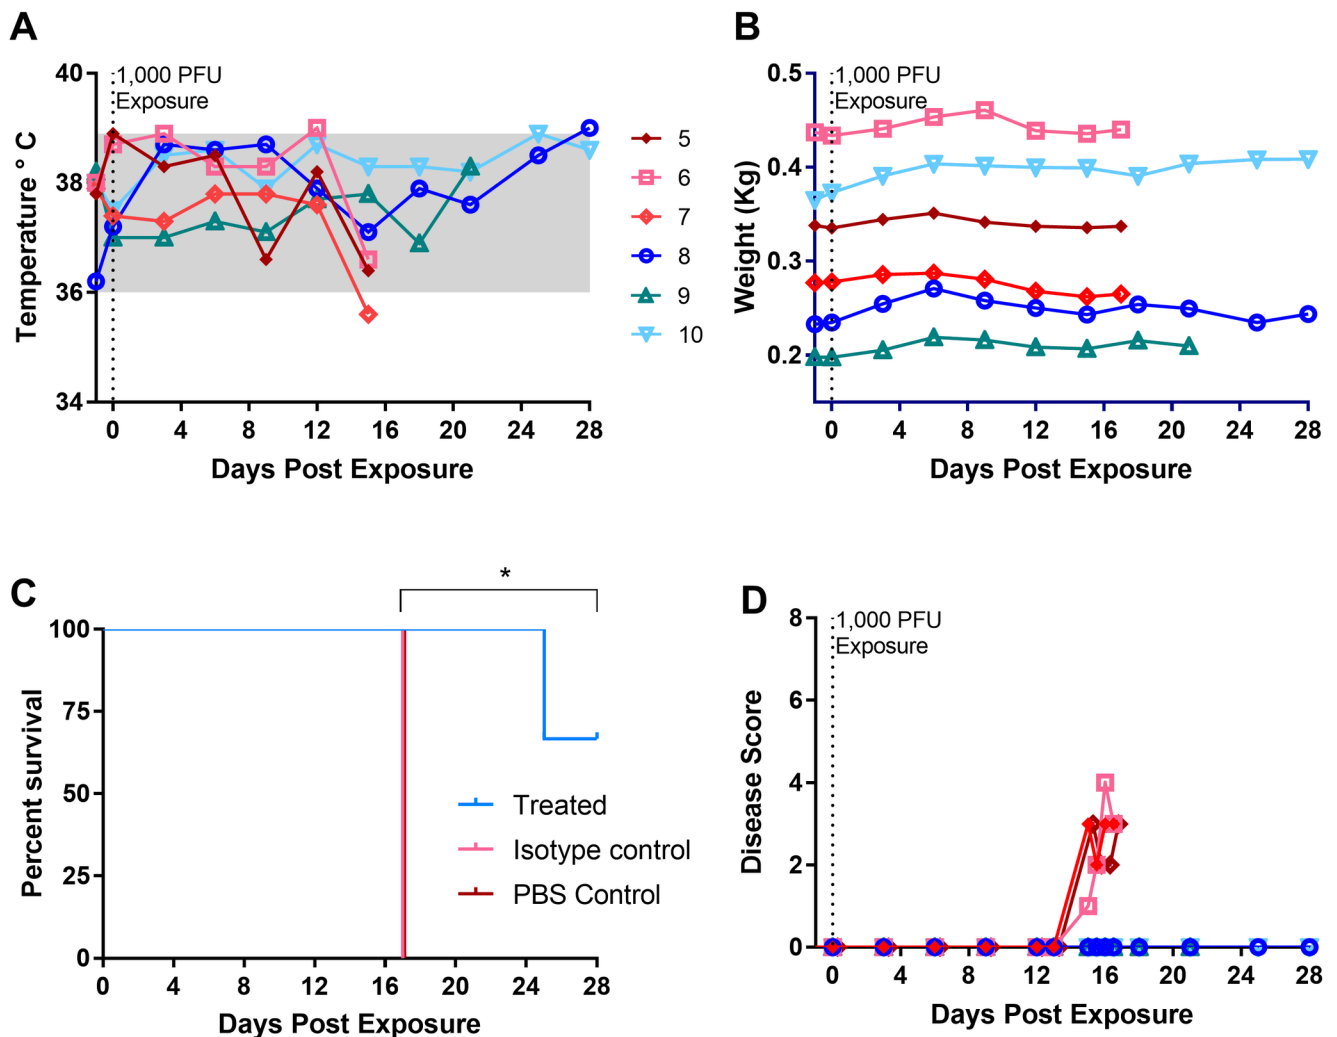 A
40
38
36
34
Temperature ° C
1,000 PFU
Exposure
0 4 8 12 16 20 24 28
Days Post Exposure
5
6
7
8
9
10
B
0.5
0.4
0.3
0.2
Weight (Kg)
1,000 PFU
Exposure
0 4 8 12 16 20 24 28
Days Post Exposure
C
*
100
75
50
25
0
Percent survival
Treated
Isotype control
PBS Control
0 4 8 12 16 20 24 28
Days Post Exposure
D
8
6
4
2
0
Disease Score
1,000 PFU
Exposure
0 4 8 12 16 20 24 28
Days Post Exposure